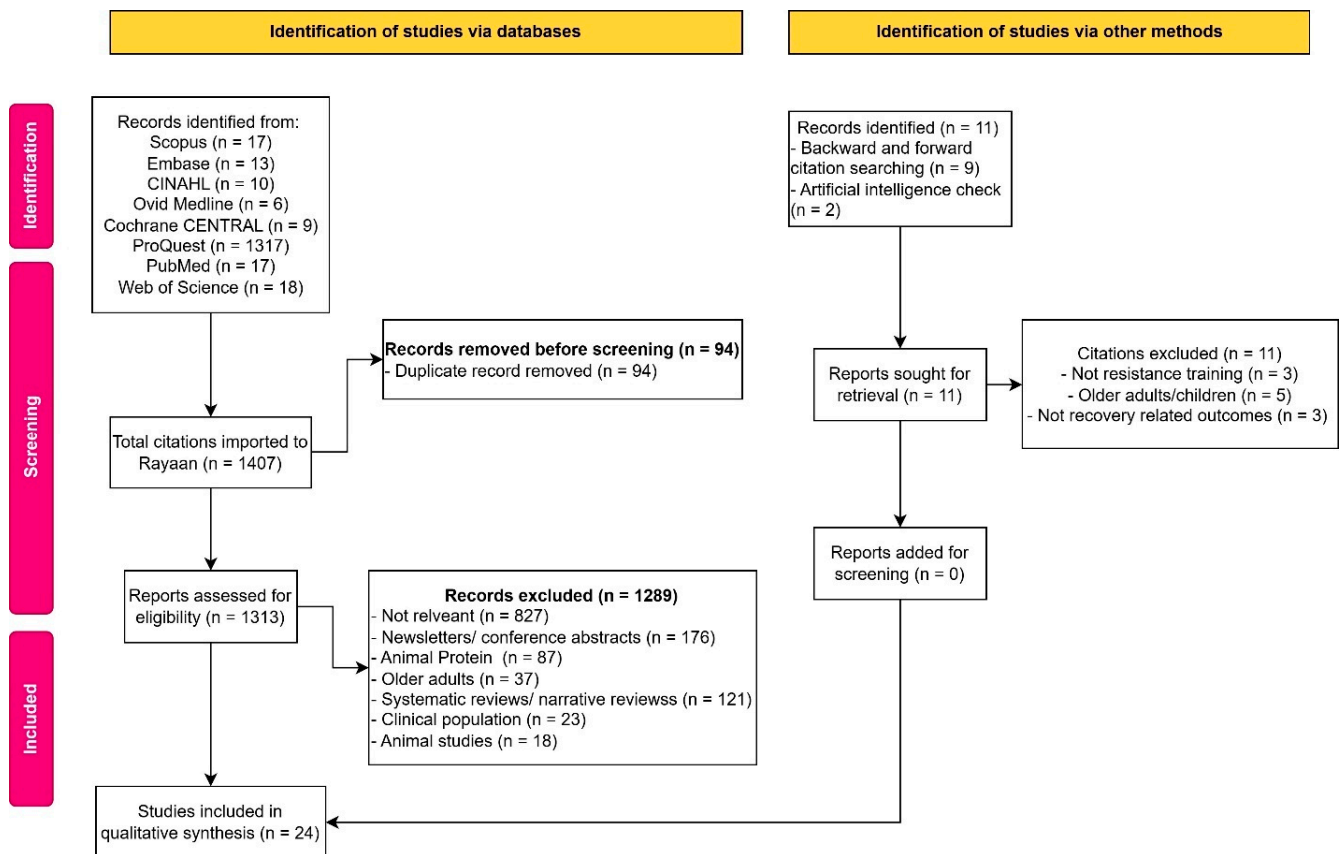 Identification of studies via databases
Identification of studies via other methods
Identification
Records identified from:
Scopus (n = 17)
Embase (n = 13)
CINAHL (n = 10)
Ovid Medline (n = 6)
Cochrane CENTRAL (n = 9)
ProQuest (n = 1317)
PubMed (n = 17)
Web of Science (n = 18)
Records identified (n = 11)
- Backward and forward
citation searching (n = 9)
- Artificial intelligence check
(n = 2)
Screening
Records removed before screening (n = 94)
- Duplicate record removed (n = 94)
Total citations imported to
Rayaan (n = 1407)
Reports sought for
retrieval (n = 11)
Citations excluded (n = 11)
- Not resistance training (n = 3)
- Older adults/children (n = 5)
- Not recovery related outcomes (n = 3)
Reports assessed for
eligibility (n = 1313)
Records excluded (n = 1289)
- Not relveant (n = 827)
- Newsletters/ conference abstracts (n = 176)
- Animal Protein (n = 87)
- Older adults (n = 37)
- Systematic reviews/ narrative reviewss (n = 121)
- Clinical population (n = 23)
- Animal studies (n = 18)
Reports added for
screening (n = 0)
Included
Studies included in
qualitative synthesis (n = 24)